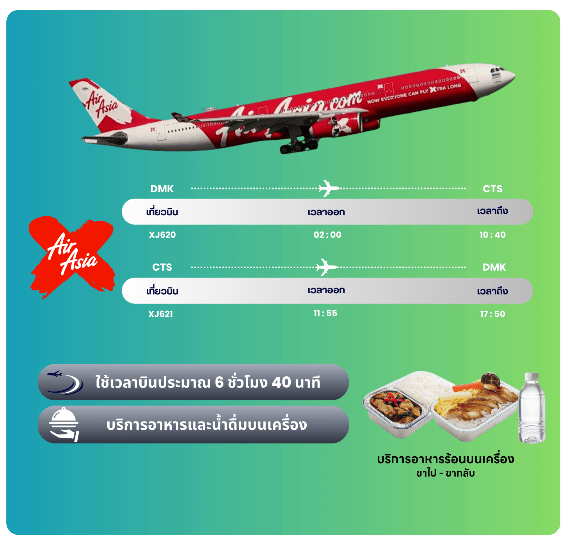 Air
Asia
AirAsia.com
NOW EVERYONE CAN FLY XTRA LONG
DMK
CTS
เที่ยวบิน
เวลาออก
เวลาถึง
XJ620
02 : 00
10 : 40
Air
Asia
CTS
DMK
เที่ยวบิน
เวลาออก
เวลาถึง
XJ621
11 : 55
17 : 50
ใช้เวลาบินประมาณ 6 ชั่วโมง 40 นาที
บริการอาหารและน้ำดื่มบนเครื่อง
บริการอาหารร้อนบนเครื่อง
ขาไป - ขากลับ